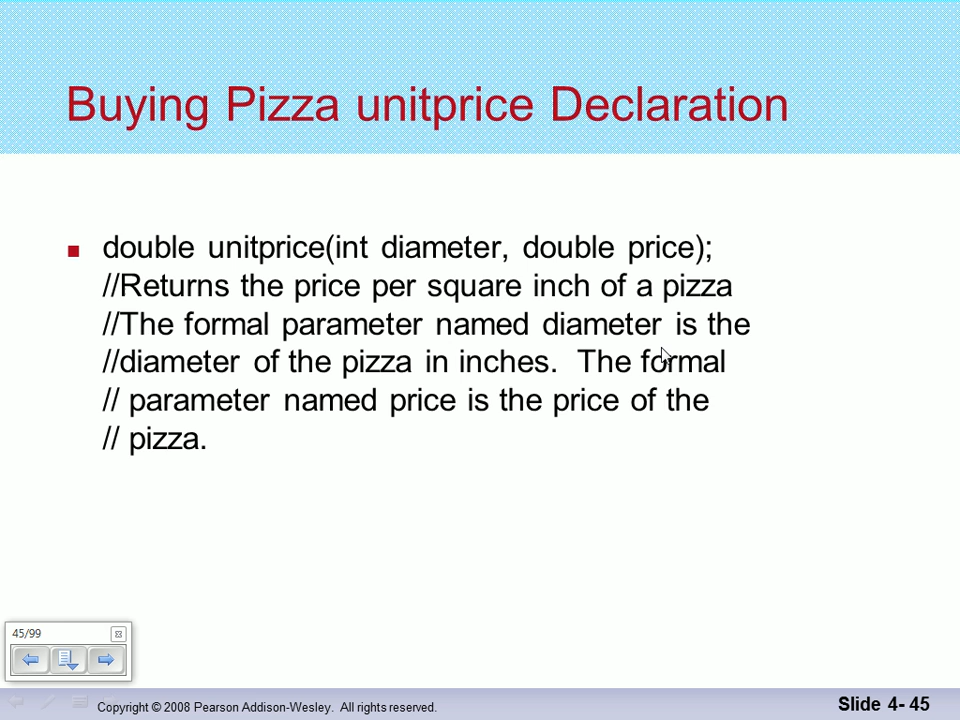 Buying Pizza unitprice Declaration
double unitprice(int diameter, double price);
//Returns the price per square inch of a pizza
//The formal parameter named diameter is the
//diameter of the pizza in inches.  The formal
// parameter named price is the price of the
// pizza.
45/99
Copyright © 2008 Pearson Addison-Wesley.  All rights reserved.
Slide 4- 45